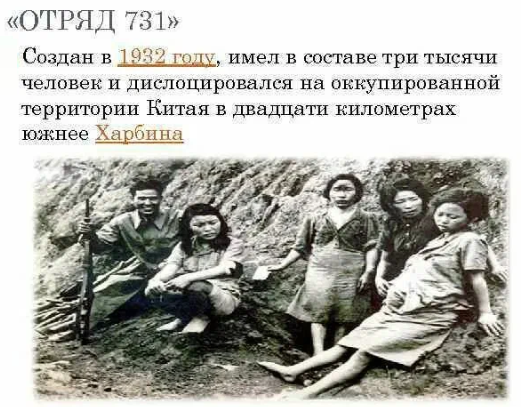 «ОТРЯД 731»
Создан в 1932 году, имел в составе три тысячи
человек и дислоцировался на оккупированной
территории Китая в двадцати километрах
южнее Харбина